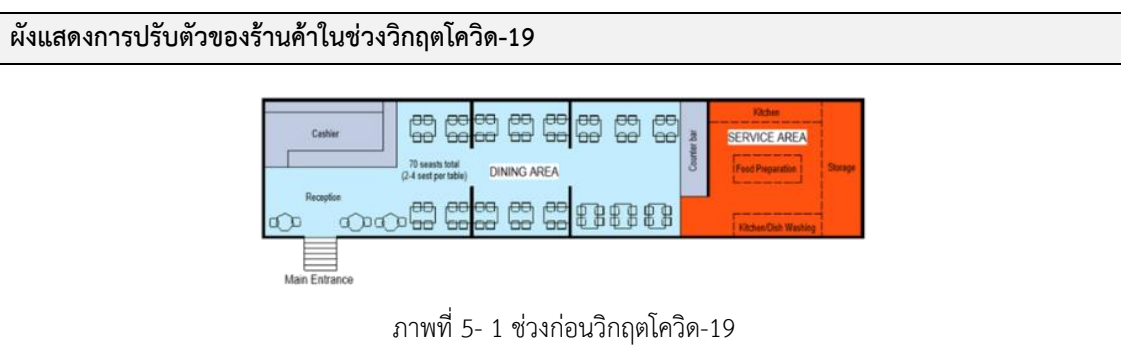 ผังแสดงการปรับตัวของร้านค้าในช่วงวิกฤตโควิด-19
Cashier
70 seasts total
(2-4 sest per table)
DINING AREA
Reception
Main Entrance
Counter bar
Kitchen
SERVICE AREA
Food Preparation
Storage
Kitchen/Dish Washing
ภาพที่ 5- 1 ช่วงก่อนวิกฤตโควิด-19